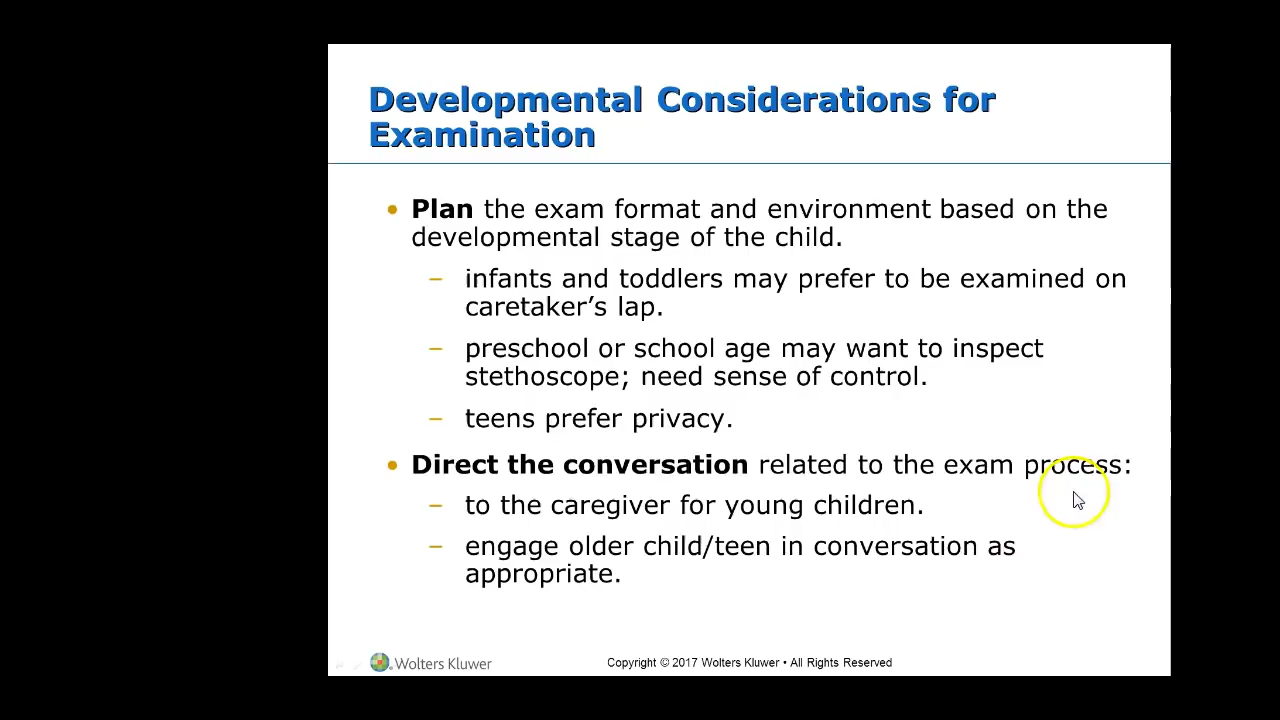 Developmental Considerations for
Examination
• Plan the exam format and environment based on the
developmental stage of the child.
– infants and toddlers may prefer to be examined on
caretaker’s lap.
– preschool or school age may want to inspect
stethoscope; need sense of control.
– teens prefer privacy.
• Direct the conversation related to the exam process:
– to the caregiver for young children.
– engage older child/teen in conversation as
appropriate.
Wolters Kluwer
Copyright © 2017 Wolters Kluwer • All Rights Reserved